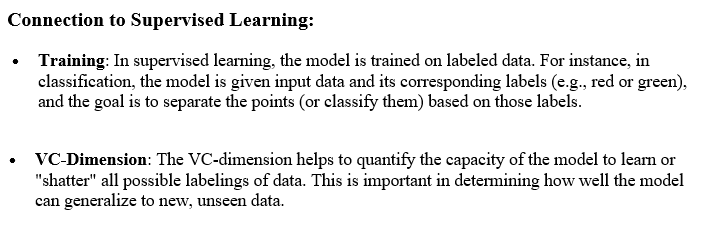 Connection to Supervised Learning:
• Training: In supervised learning, the model is trained on labeled data. For instance, in
classification, the model is given input data and its corresponding labels (e.g., red or green),
and the goal is to separate the points (or classify them) based on those labels.
• VC-Dimension: The VC-dimension helps to quantify the capacity of the model to learn or
"shatter" all possible labelings of data. This is important in determining how well the model
can generalize to new, unseen data.